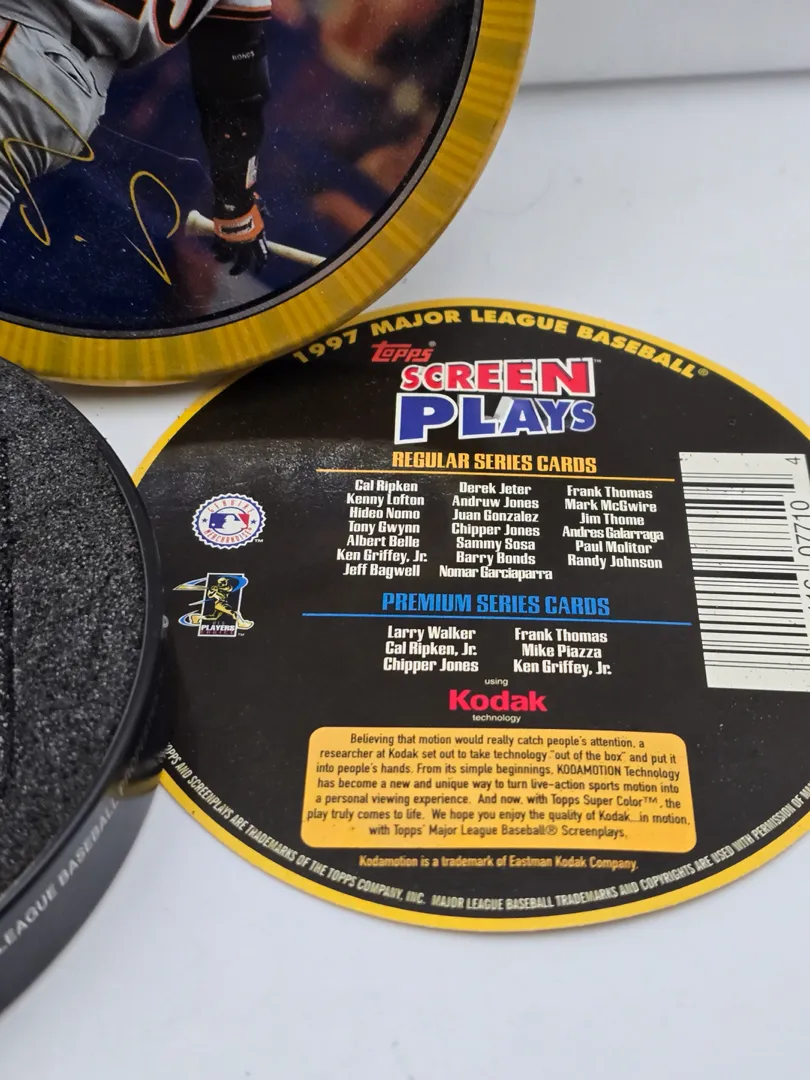 BONDS
1997 MAJOR LEAGUE BASEBALL®
Topps®
SCREEN™
PLAYS
REGULAR SERIES CARDS
Cal Ripken
Kenny Lofton
Hideo Nomo
Tony Gwynn
Albert Belle
Ken Griffey, Jr.
Jeff Bagwell
Derek Jeter
Andruw Jones
Juan Gonzalez
Chipper Jones
Sammy Sosa
Barry Bonds
Nomar Garciaparra
Frank Thomas
Mark McGwire
Jim Thome
Andres Galarraga
Paul Molitor
Randy Johnson
GENUINE
MERCHANDISE
™
PLAYERS
CHOICE
™
PREMIUM SERIES CARDS
Larry Walker
Cal Ripken, Jr.
Chipper Jones
Frank Thomas
Mike Piazza
Ken Griffey, Jr.
using
Kodak
technology
Believing that motion would really catch people's attention, a
researcher at Kodak set out to take technology "out of the box" and put it
into people's hands. From its simple beginnings, KODAMOTION Technology
has become a new and unique way to turn live-action sports motion into
a personal viewing experience. And now, with Topps Super Color™, the
play truly comes to life. We hope you enjoy the quality of Kodak...in motion,
with Topps' Major League Baseball® Screenplays.
Kodamotion is a trademark of Eastman Kodak Company.
TOPPS AND SCREENPLAYS ARE TRADEMARKS OF THE TOPPS COMPANY, INC. MAJOR LEAGUE BASEBALL TRADEMARKS AND COPYRIGHTS ARE USED WITH PERMISSION OF
07710
4
LEAGUE BASEBALL